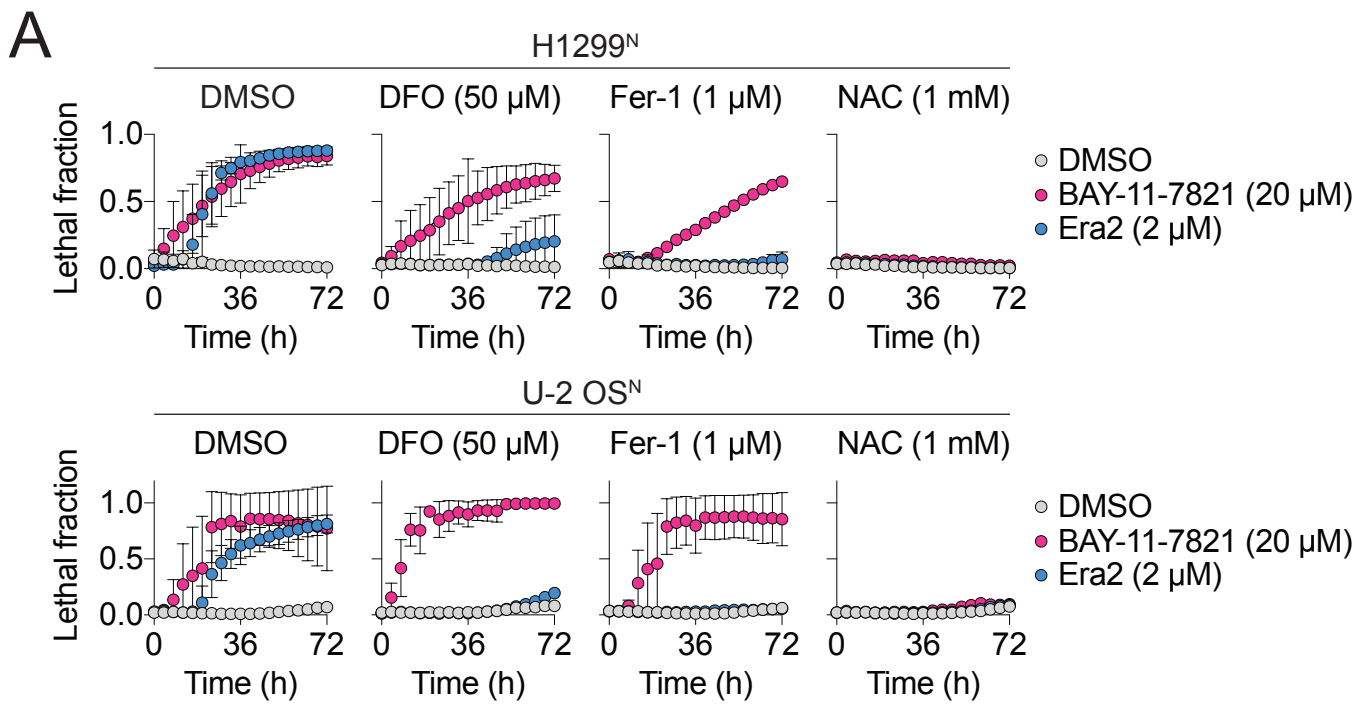 A
H1299ᴺ
DMSO DFO (50 µM) Fer-1 (1 µM) NAC (1 mM)
Lethal fraction
1.0
0.5
0.0
0 36 72 0 36 72 0 36 72 0 36 72
Time (h) Time (h) Time (h) Time (h)
DMSO
BAY-11-7821 (20 µM)
Era2 (2 µM)
U-2 OSᴺ
DMSO DFO (50 µM) Fer-1 (1 µM) NAC (1 mM)
Lethal fraction
1.0
0.5
0.0
0 36 72 0 36 72 0 36 72 0 36 72
Time (h) Time (h) Time (h) Time (h)
DMSO
BAY-11-7821 (20 µM)
Era2 (2 µM)